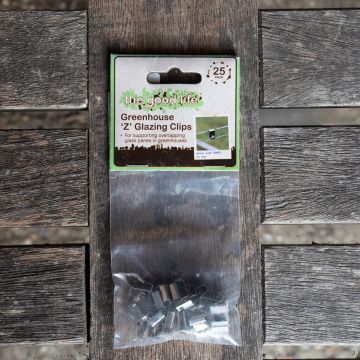 25
PACK
the good life!
Greenhouse
'Z' Glazing Clips
• For supporting overlapping
glass panes in greenhouses